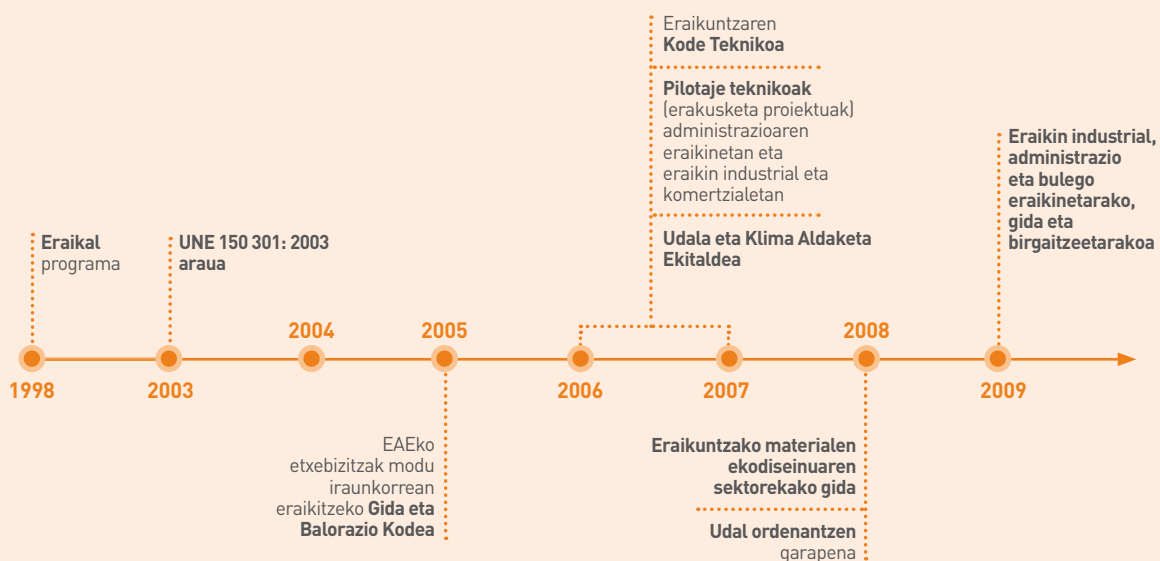 Eraikuntzaren
Kode Teknikoa
Pilotaje teknikoak
(erakusketa proiektuak)
administrazioaren
eraikinetan eta
eraikin industrial eta
komertzialetan
Udala eta Klima Aldaketa
Ekitaldea
Eraikin industrial,
administrazio
eta bulego
eraikinetarako,
gida eta
birgaitzeetarakoa
Eraikal
programa
UNE 150 301: 2003
araua
2004
2005
2008
1998
2003
2006
2007
2009
EAEko
etxebizitzak modu
iraunkorrean
eraikitzeko Gida eta
Balorazio Kodea
Eraikuntzako materialen
ekodiseinuaren
sektorekako gida
Udal ordenantzen
garapena